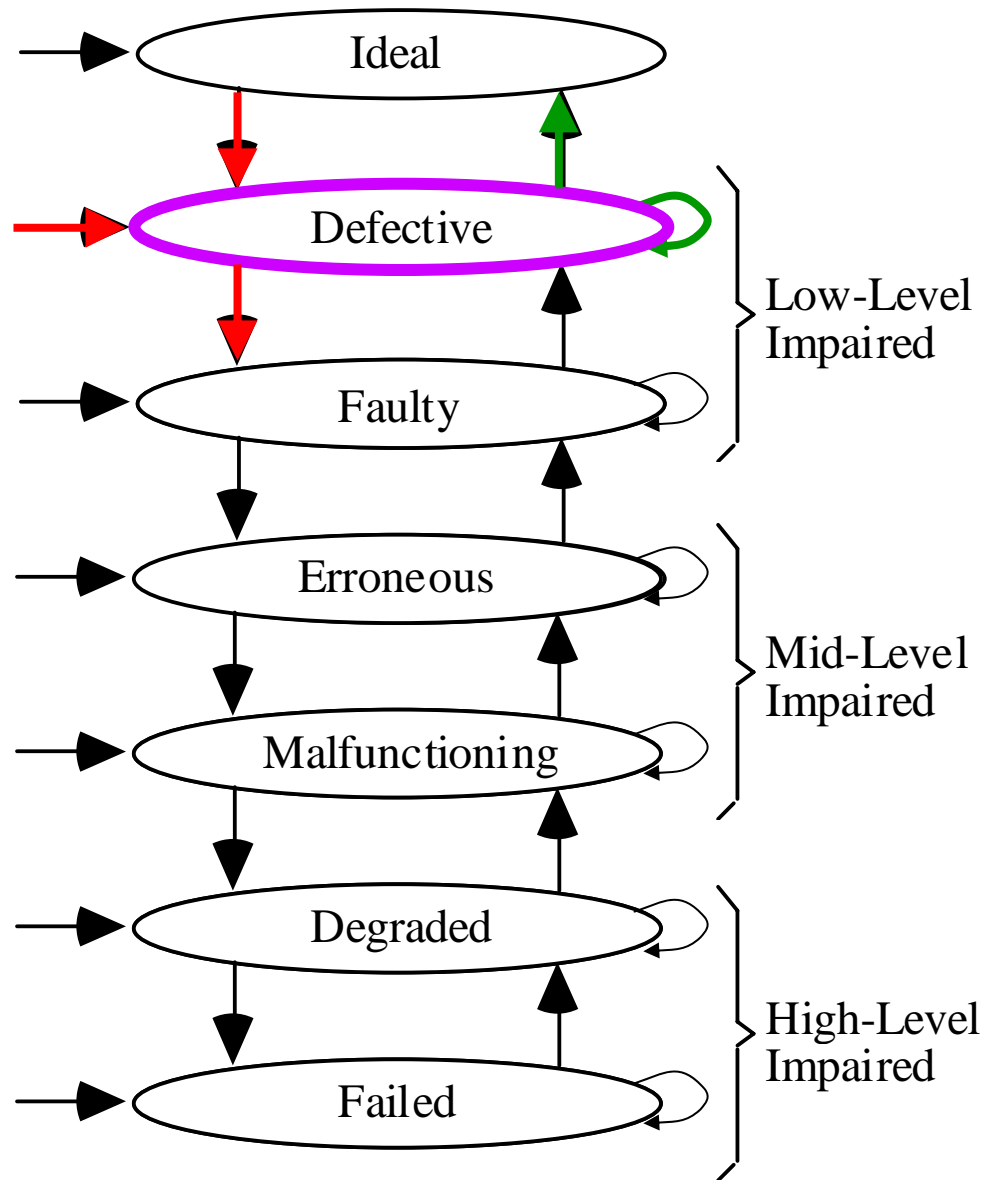 Ideal
Defective
Low-Level
Impaired
Faulty
Erroneous
Mid-Level
Impaired
Malfunctioning
Degraded
High-Level
Impaired
Failed